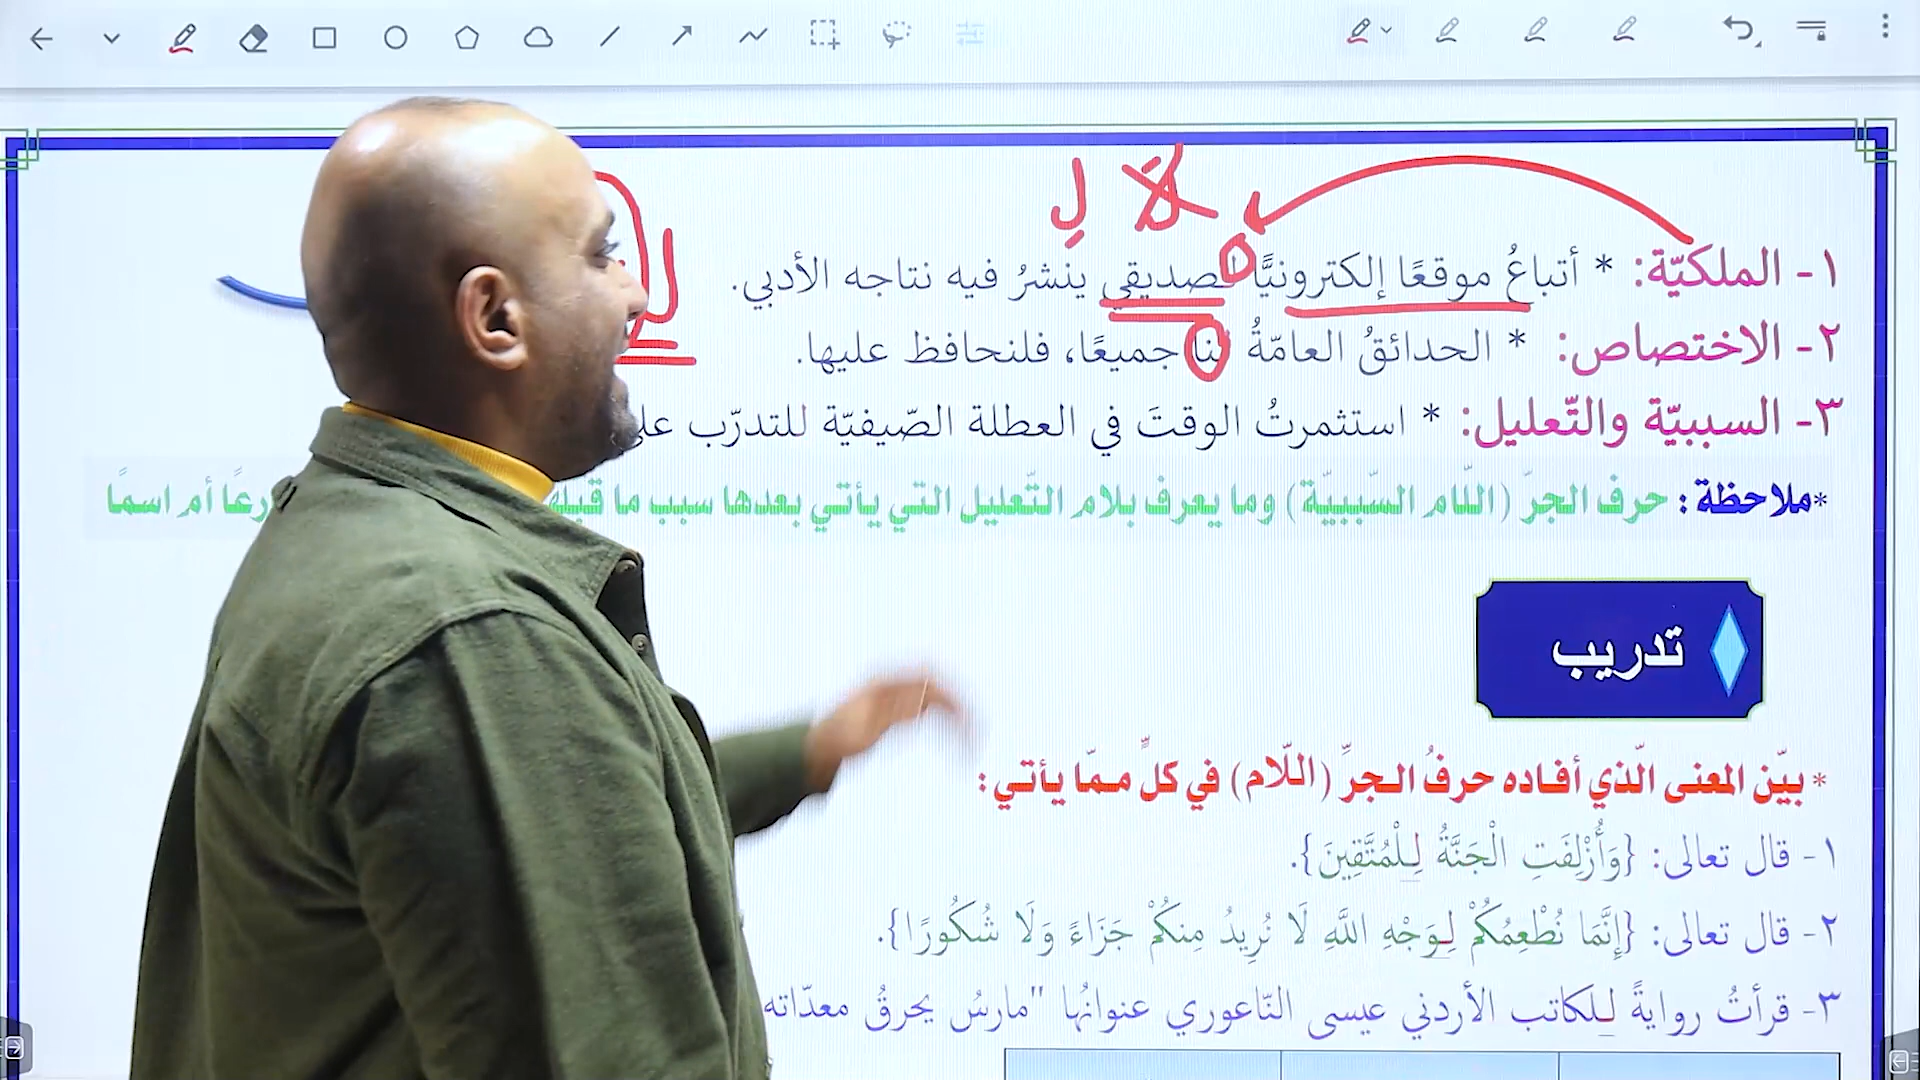 لِ لَا
١- الملكيّة: * أتباعُ موقعًا إلكترونيًّا لصديقي ينشرُ فيه نتاجه الأدبي.
٢- الاختصاص: * الحدائقُ العامّةُ لنا جميعًا، فلنحافظ عليها.
٣- السببيّة والتّعليل: * استثمرتُ الوقتَ في العطلة الصّيفيّة للتدرّب
*ملاحظة: حرف الجرّ (اللّام السّببيّة) وما يعرف بلام التّعليل التي يأتي بعدها سبب ما قبلها أم اسمًا
تدريب
* بيّن المعنى الّذي أفاده حرفُ الجرِّ (اللّام) في كلٍّ ممّا يأتي:
١- قال تعالى: {وَأُزْلِفَتِ الْجَنَّةُ لِلْمُتَّقِينَ}.
٢- قال تعالى: {إِنَّمَا نُطْعِمُكُمْ لِوَجْهِ اللَّهِ لَا نُرِيدُ مِنكُمْ جَزَاءً وَلَا شُكُورًا}.
٣- قرأتُ روايةً للكاتب الأردني عيسى النّاعوري عنوانُها "مارسُ يحرقُ معدّاته